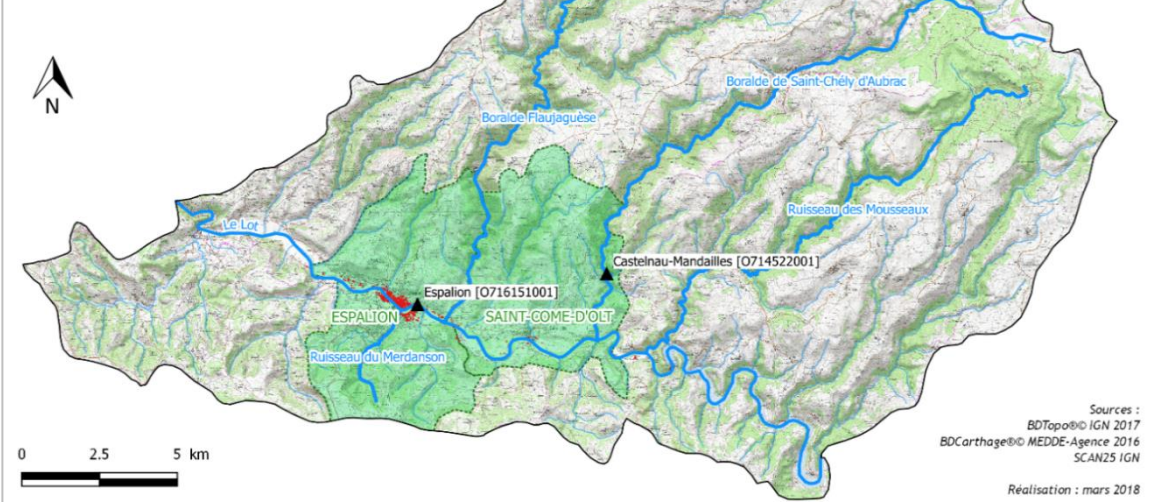 N
Boralde de Saint-Chély d'Aubrac
Boralde Flaujaguèse
Ruisseau des Mousseaux
Le Lot
Castelnau-Mandailles [O714522001]
Espalion [O716151001]
ESPALION
SAINT-COME-D'OLT
Ruisseau du Merdanson
Sources :
BDTopo®© IGN 2017
BDCarthage®© MEDDE-Agence 2016
SCAN25 IGN
0 2.5 5 km
Réalisation : mars 2018